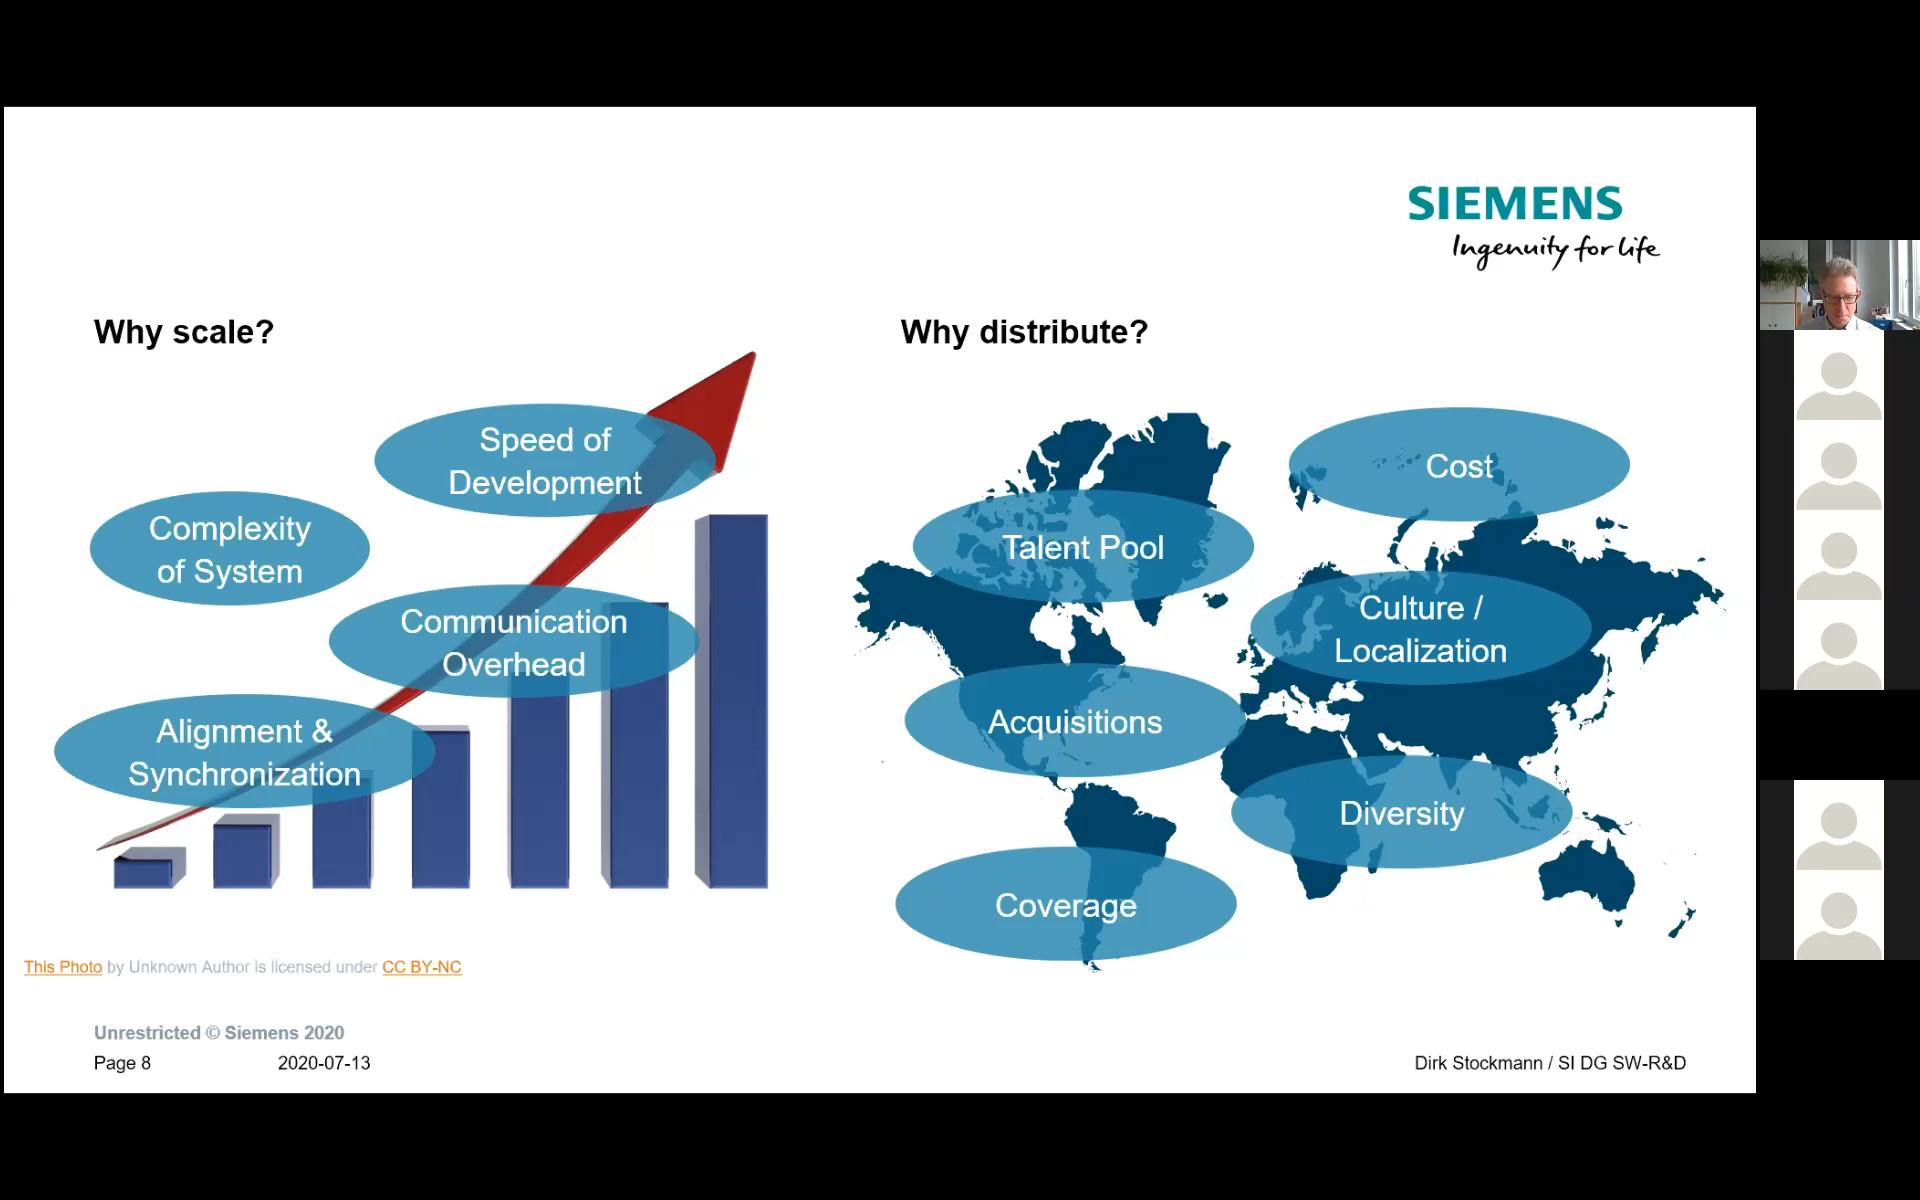 SIEMENS
Ingenuity for life
Why scale?
Speed of
Development
Complexity
of System
Communication
Overhead
Alignment &
Synchronization
Why distribute?
Cost
Talent Pool
Culture /
Localization
Acquisitions
Diversity
Coverage
This Photo by Unknown Author is licensed under CC BY-NC
Unrestricted © Siemens 2020
Page 8 2020-07-13 Dirk Stockmann / SI DG SW-R&D